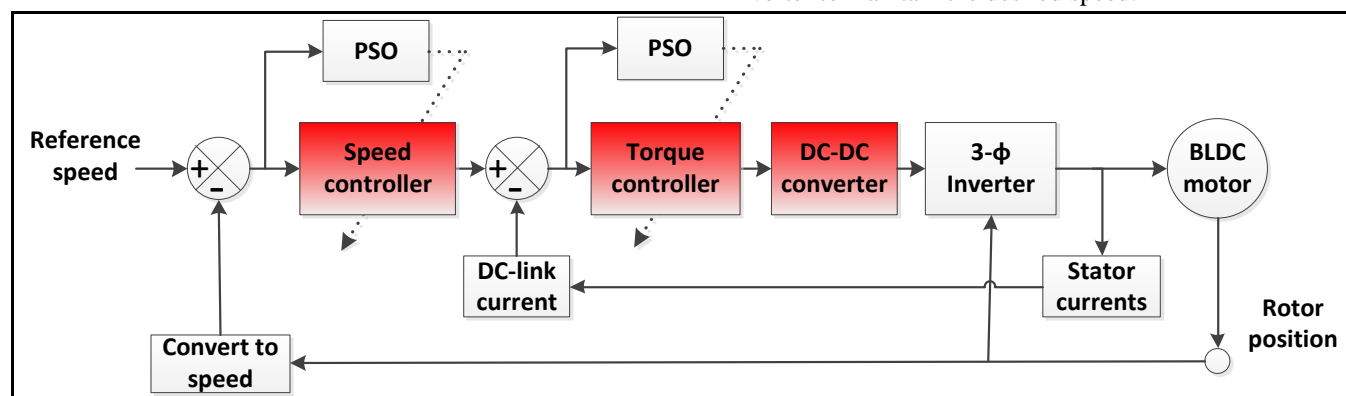 PSO
PSO
Reference
speed
+
-
Speed
controller
+
-
Torque
controller
DC-DC
converter
3-ϕ
Inverter
BLDC
motor
DC-link
current
Stator
currents
Rotor
position
Convert to
speed